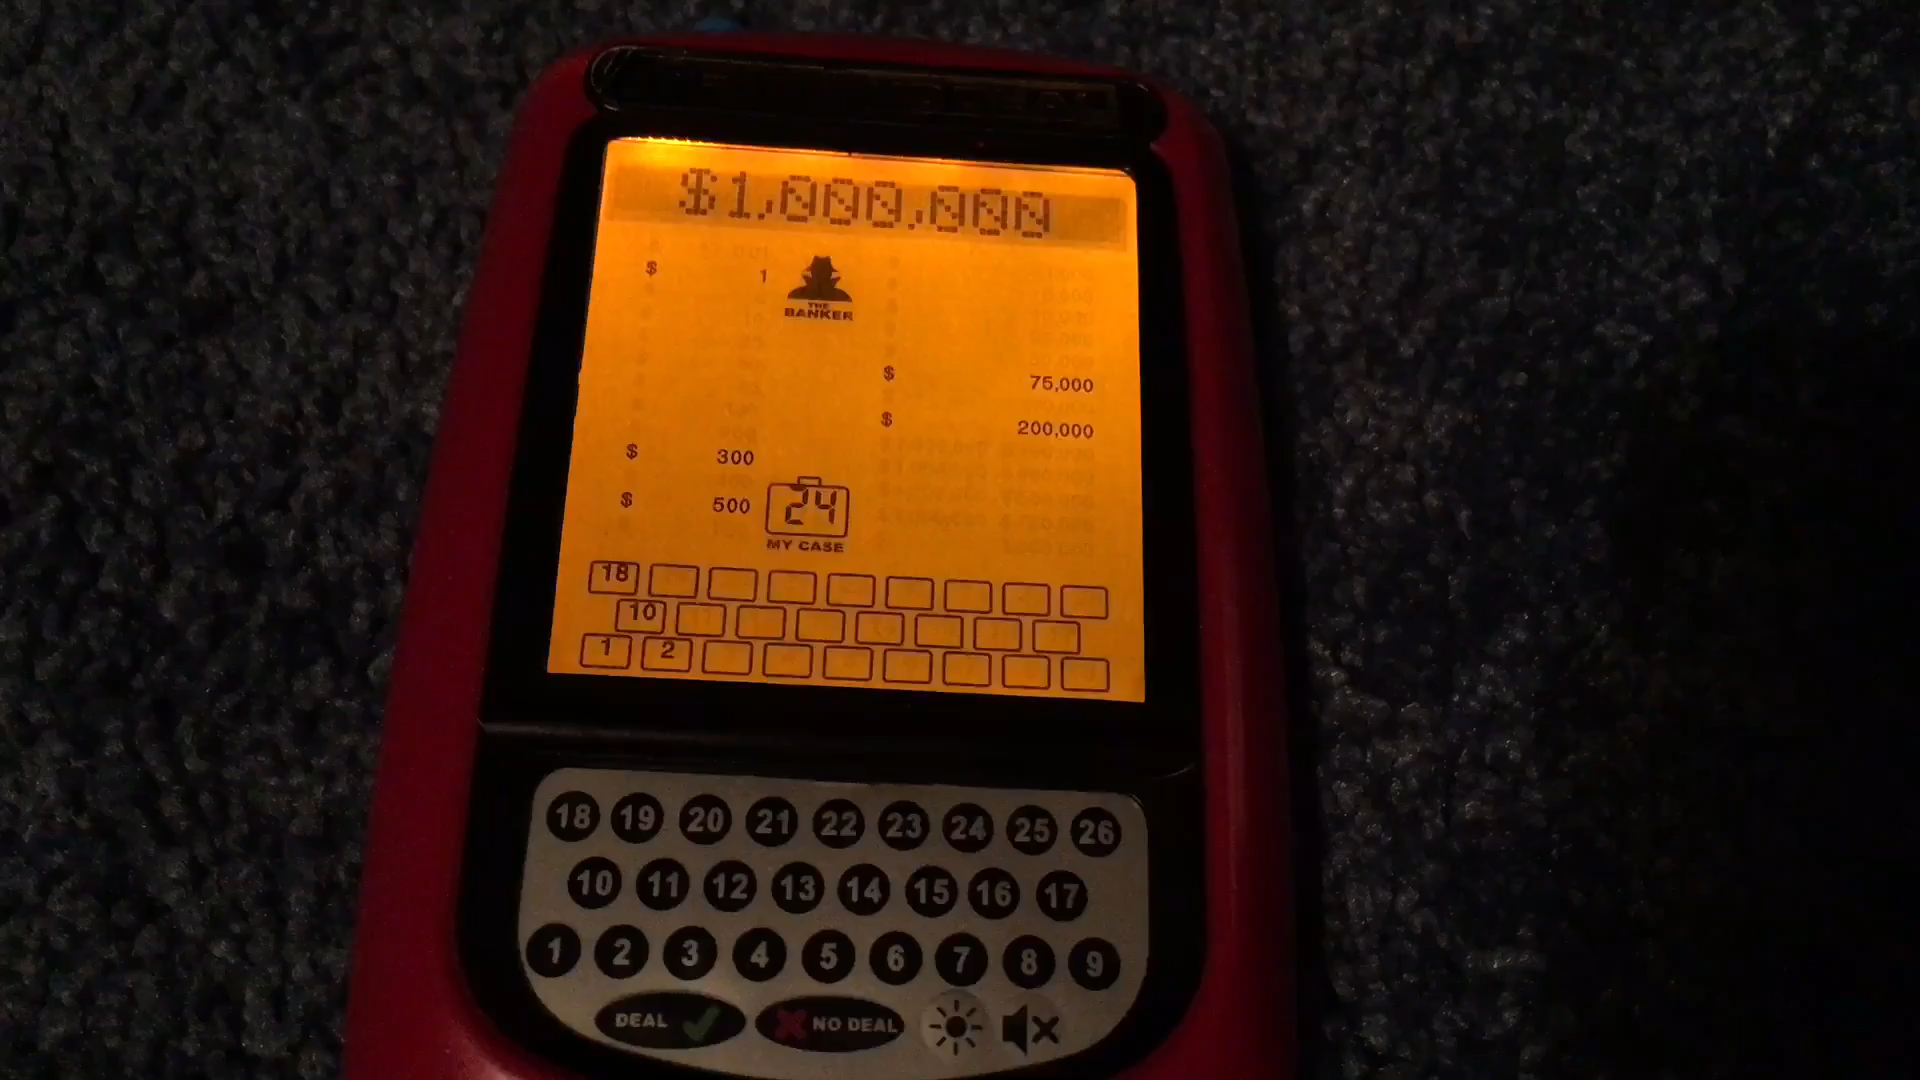 $1,000,000
$ 1
THE
BANKER
$ 75,000
$ 200,000
$ 300
$ 500
24
MY CASE
18
10
1 2
18 19 20 21 22 23 24 25 26
10 11 12 13 14 15 16 17
1 2 3 4 5 6 7 8 9
DEAL NO DEAL